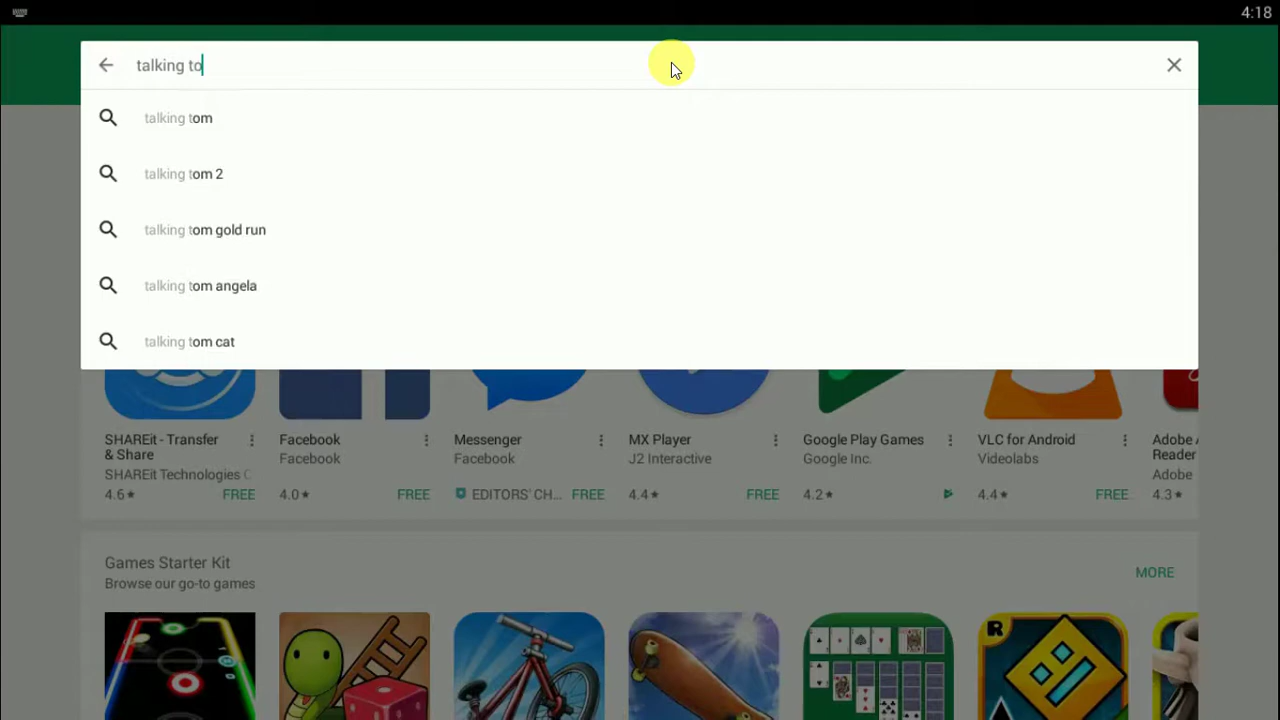 4:18
talking to
talking tom
talking tom 2
talking tom gold run
talking tom angela
talking tom cat
SHAREit - Transfer
& Share
SHAREit Technologies C
4.6★ FREE
Facebook
Facebook
4.0★ FREE
Messenger
Facebook
EDITORS' CH... FREE
MX Player
J2 Interactive
4.4★ FREE
Google Play Games
Google Inc.
4.2★
VLC for Android
Videolabs
4.4★ FREE
Adobe A
Reader
Adobe
4.3★
Games Starter Kit
Browse our go-to games
MORE
R